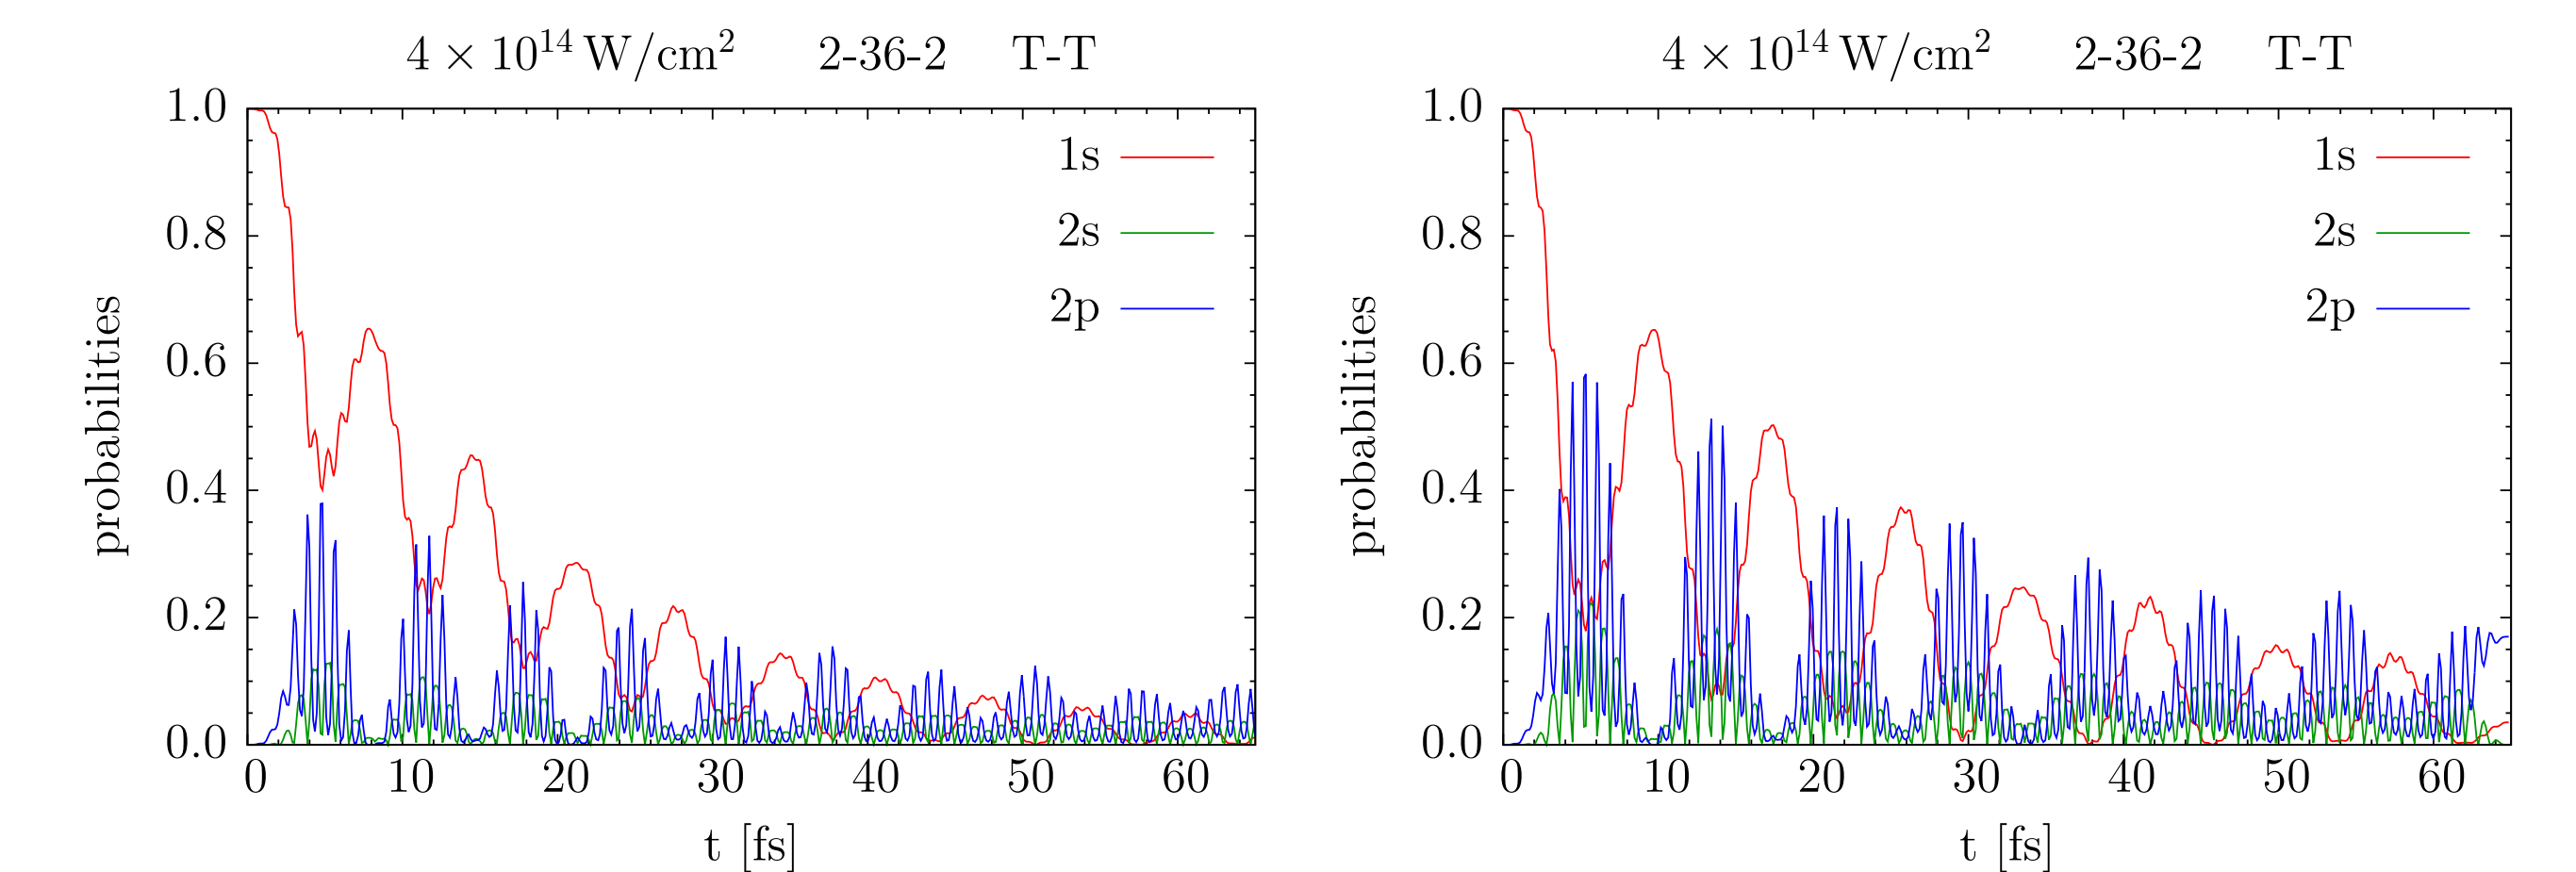 4 × 10¹⁴ W/cm² 2-36-2 T-T
1.0
0.8
0.6
0.4
0.2
0.0
probabilities
1s
2s
2p
0 10 20 30 40 50 60
t [fs]
4 × 10¹⁴ W/cm² 2-36-2 T-T
1.0
0.8
0.6
0.4
0.2
0.0
probabilities
1s
2s
2p
0 10 20 30 40 50 60
t [fs]